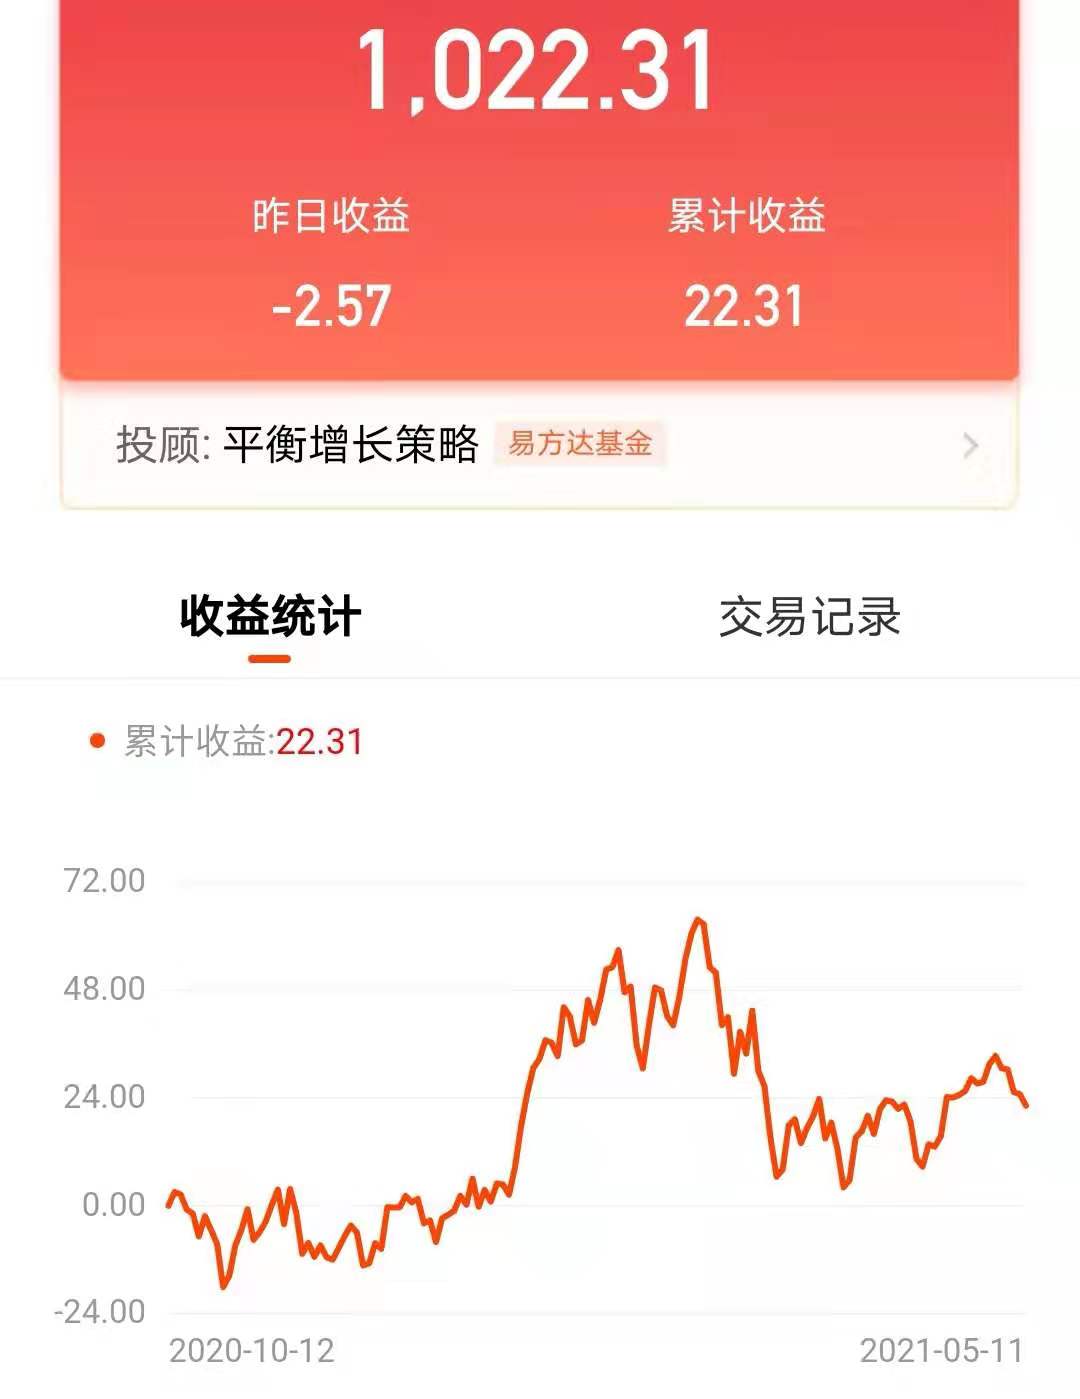 1,022.31
昨日收益 累计收益
-2.57 22.31
投顾: 平衡增长策略 易方达基金
收益统计 交易记录
累计收益:22.31
72.00
48.00
24.00
0.00
-24.00
2020-10-12 2021-05-11